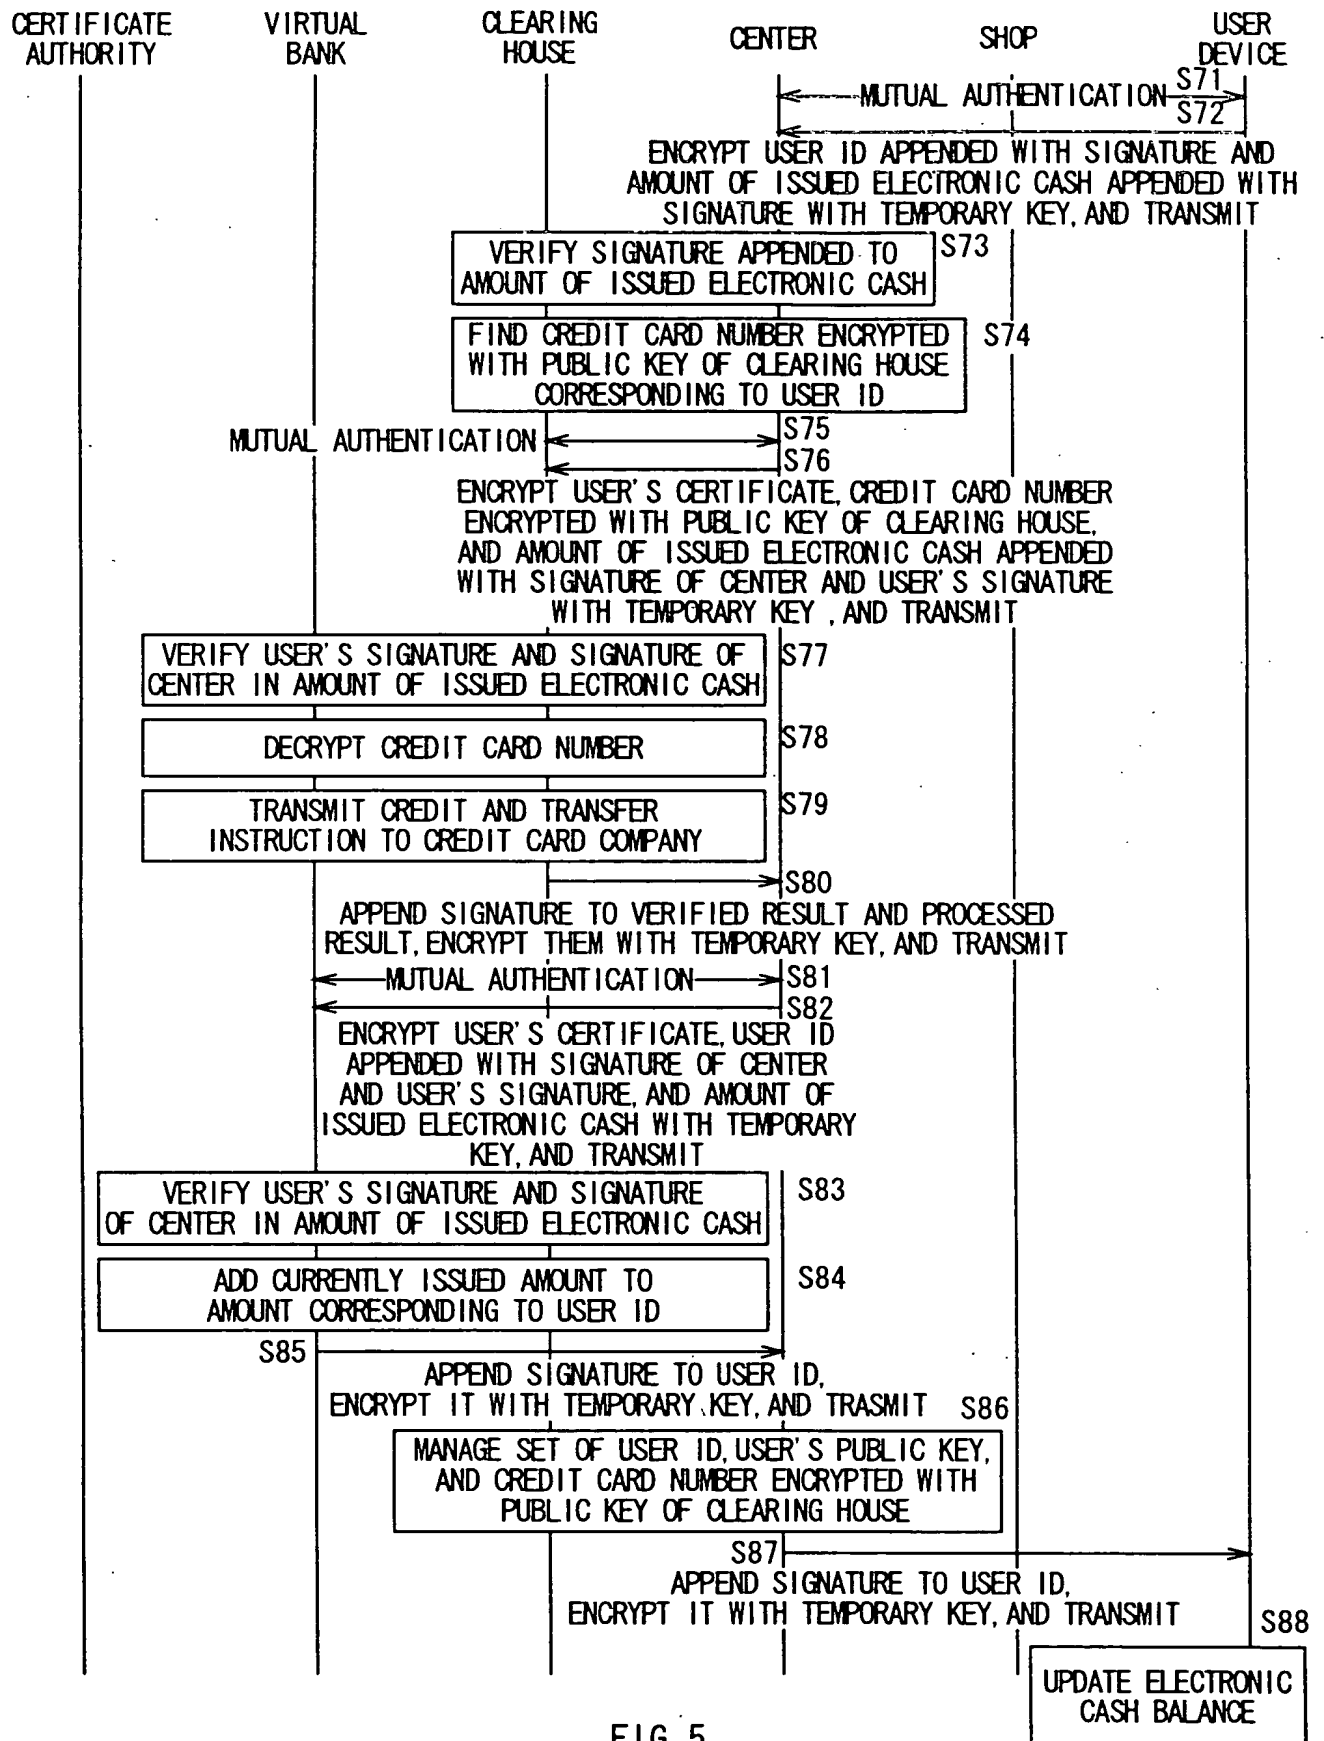 CERTIFICATE
AUTHORITY
VIRTUAL
BANK
CLEARING
HOUSE
CENTER
SHOP
USER
DEVICE
S71
MUTUAL AUTHENTICATION
S72
ENCRYPT USER ID APPENDED WITH SIGNATURE AND
AMOUNT OF ISSUED ELECTRONIC CASH APPENDED WITH
SIGNATURE WITH TEMPORARY KEY, AND TRANSMIT
VERIFY SIGNATURE APPENDED TO
AMOUNT OF ISSUED ELECTRONIC CASH
S73
FIND CREDIT CARD NUMBER ENCRYPTED
WITH PUBLIC KEY OF CLEARING HOUSE
CORRESPONDING TO USER ID
S74
MUTUAL AUTHENTICATION
S75
S76
ENCRYPT USER'S CERTIFICATE, CREDIT CARD NUMBER
ENCRYPTED WITH PUBLIC KEY OF CLEARING HOUSE,
AND AMOUNT OF ISSUED ELECTRONIC CASH APPENDED
WITH SIGNATURE OF CENTER AND USER'S SIGNATURE
WITH TEMPORARY KEY , AND TRANSMIT
VERIFY USER'S SIGNATURE AND SIGNATURE OF
CENTER IN AMOUNT OF ISSUED ELECTRONIC CASH
S77
DECRYPT CREDIT CARD NUMBER
S78
TRANSMIT CREDIT AND TRANSFER
INSTRUCTION TO CREDIT CARD COMPANY
S79
S80
APPEND SIGNATURE TO VERIFIED RESULT AND PROCESSED
RESULT, ENCRYPT THEM WITH TEMPORARY KEY, AND TRANSMIT
MUTUAL AUTHENTICATION
S81
S82
ENCRYPT USER'S CERTIFICATE, USER ID
APPENDED WITH SIGNATURE OF CENTER
AND USER'S SIGNATURE, AND AMOUNT OF
ISSUED ELECTRONIC CASH WITH TEMPORARY
KEY, AND TRANSMIT
VERIFY USER'S SIGNATURE AND SIGNATURE
OF CENTER IN AMOUNT OF ISSUED ELECTRONIC CASH
S83
ADD CURRENTLY ISSUED AMOUNT TO
AMOUNT CORRESPONDING TO USER ID
S84
S85
APPEND SIGNATURE TO USER ID,
ENCRYPT IT WITH TEMPORARY KEY, AND TRASMIT
S86
MANAGE SET OF USER ID, USER'S PUBLIC KEY,
AND CREDIT CARD NUMBER ENCRYPTED WITH
PUBLIC KEY OF CLEARING HOUSE
S87
APPEND SIGNATURE TO USER ID,
ENCRYPT IT WITH TEMPORARY KEY, AND TRANSMIT
S88
UPDATE ELECTRONIC
CASH BALANCE
FIG. 5